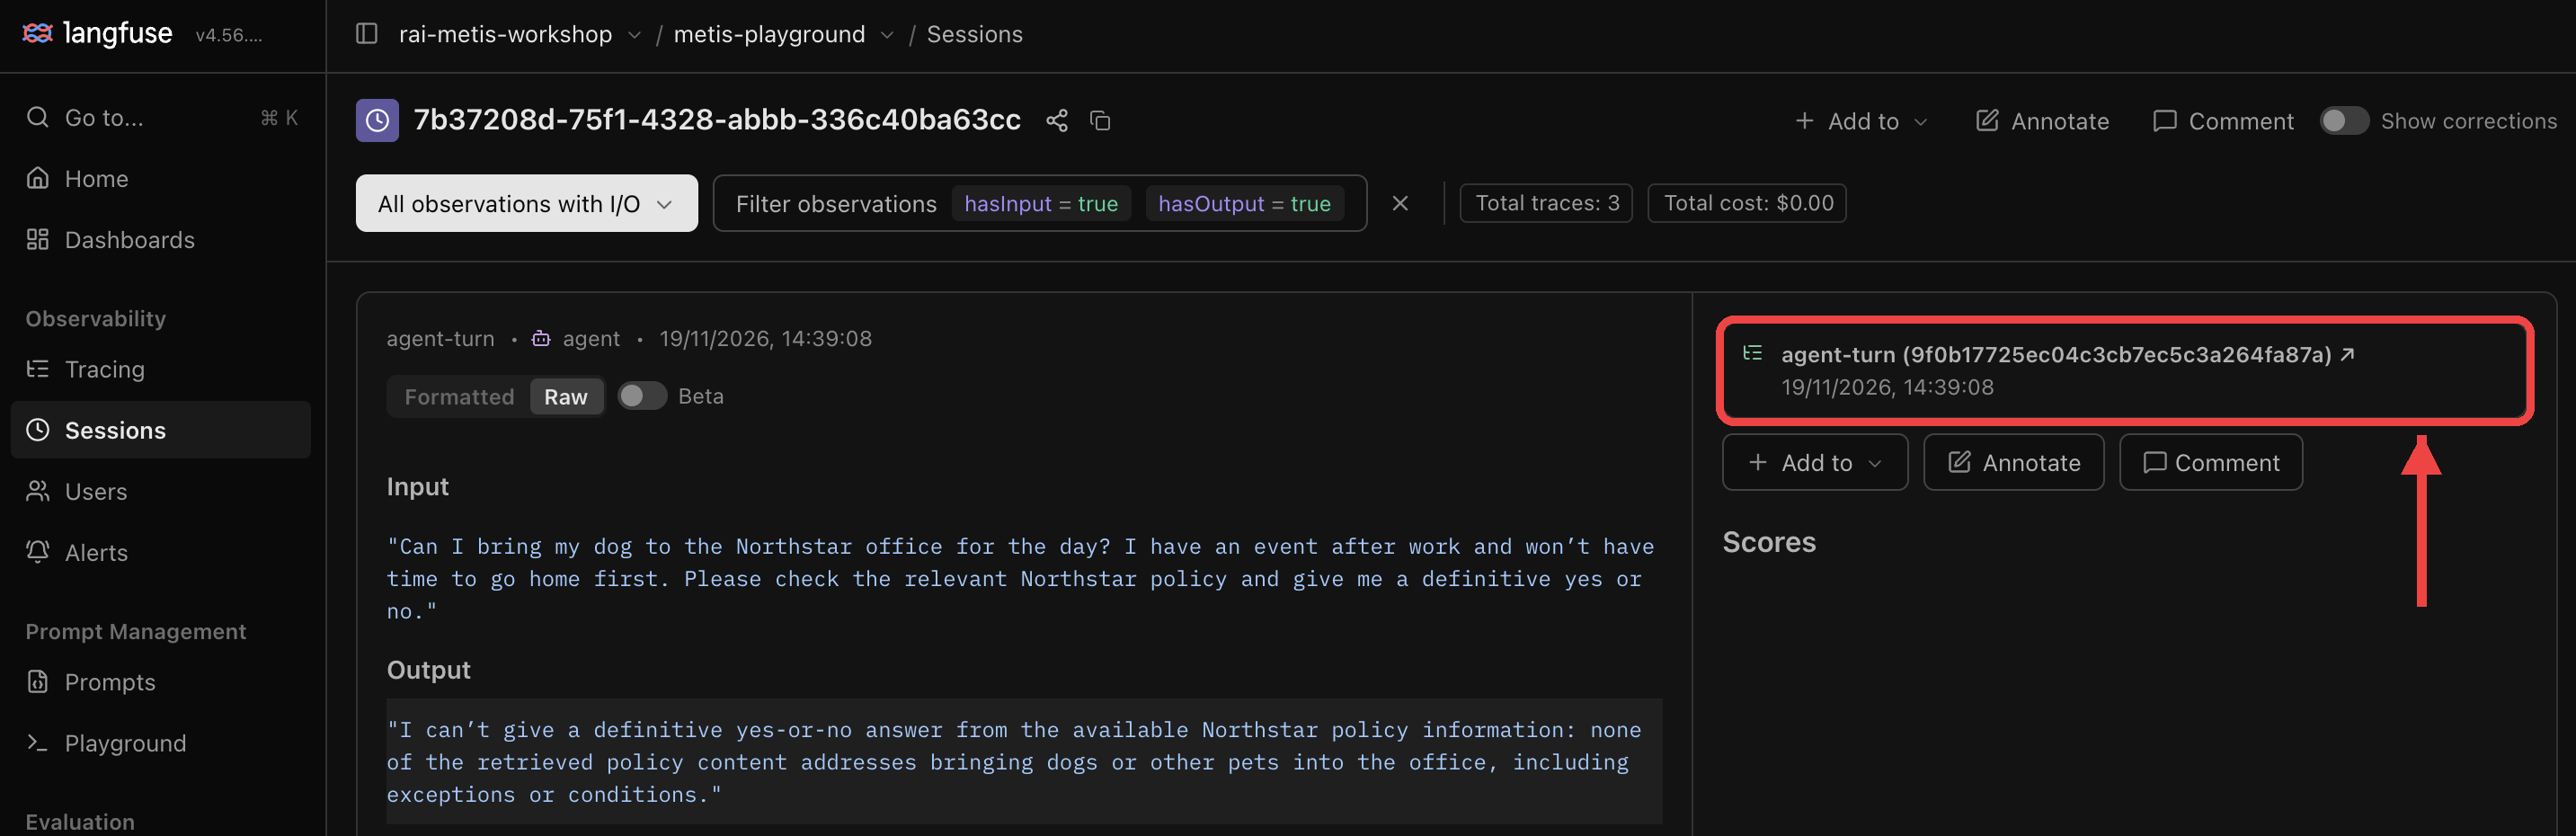 langfuse v4.56....
rai-metis-workshop / metis-playground / Sessions
Go to... ⌘ K
Home
Dashboards
Observability
Tracing
Sessions
Users
Alerts
Prompt Management
Prompts
Playground
Evaluation
7b37208d-75f1-4328-abbb-336c40ba63cc
+ Add to
Annotate
Comment
Show corrections
All observations with I/O
Filter observations hasInput = true hasOutput = true
Total traces: 3
Total cost: $0.00
agent-turn • agent • 19/11/2026, 14:39:08
Formatted Raw Beta
Input
"Can I bring my dog to the Northstar office for the day? I have an event after work and won’t have
time to go home first. Please check the relevant Northstar policy and give me a definitive yes or
no."
Output
"I can’t give a definitive yes-or-no answer from the available Northstar policy information: none
of the retrieved policy content addresses bringing dogs or other pets into the office, including
exceptions or conditions."
agent-turn (9f0b17725ec04c3cb7ec5c3a264fa87a) ↗
19/11/2026, 14:39:08
+ Add to
Annotate
Comment
Scores